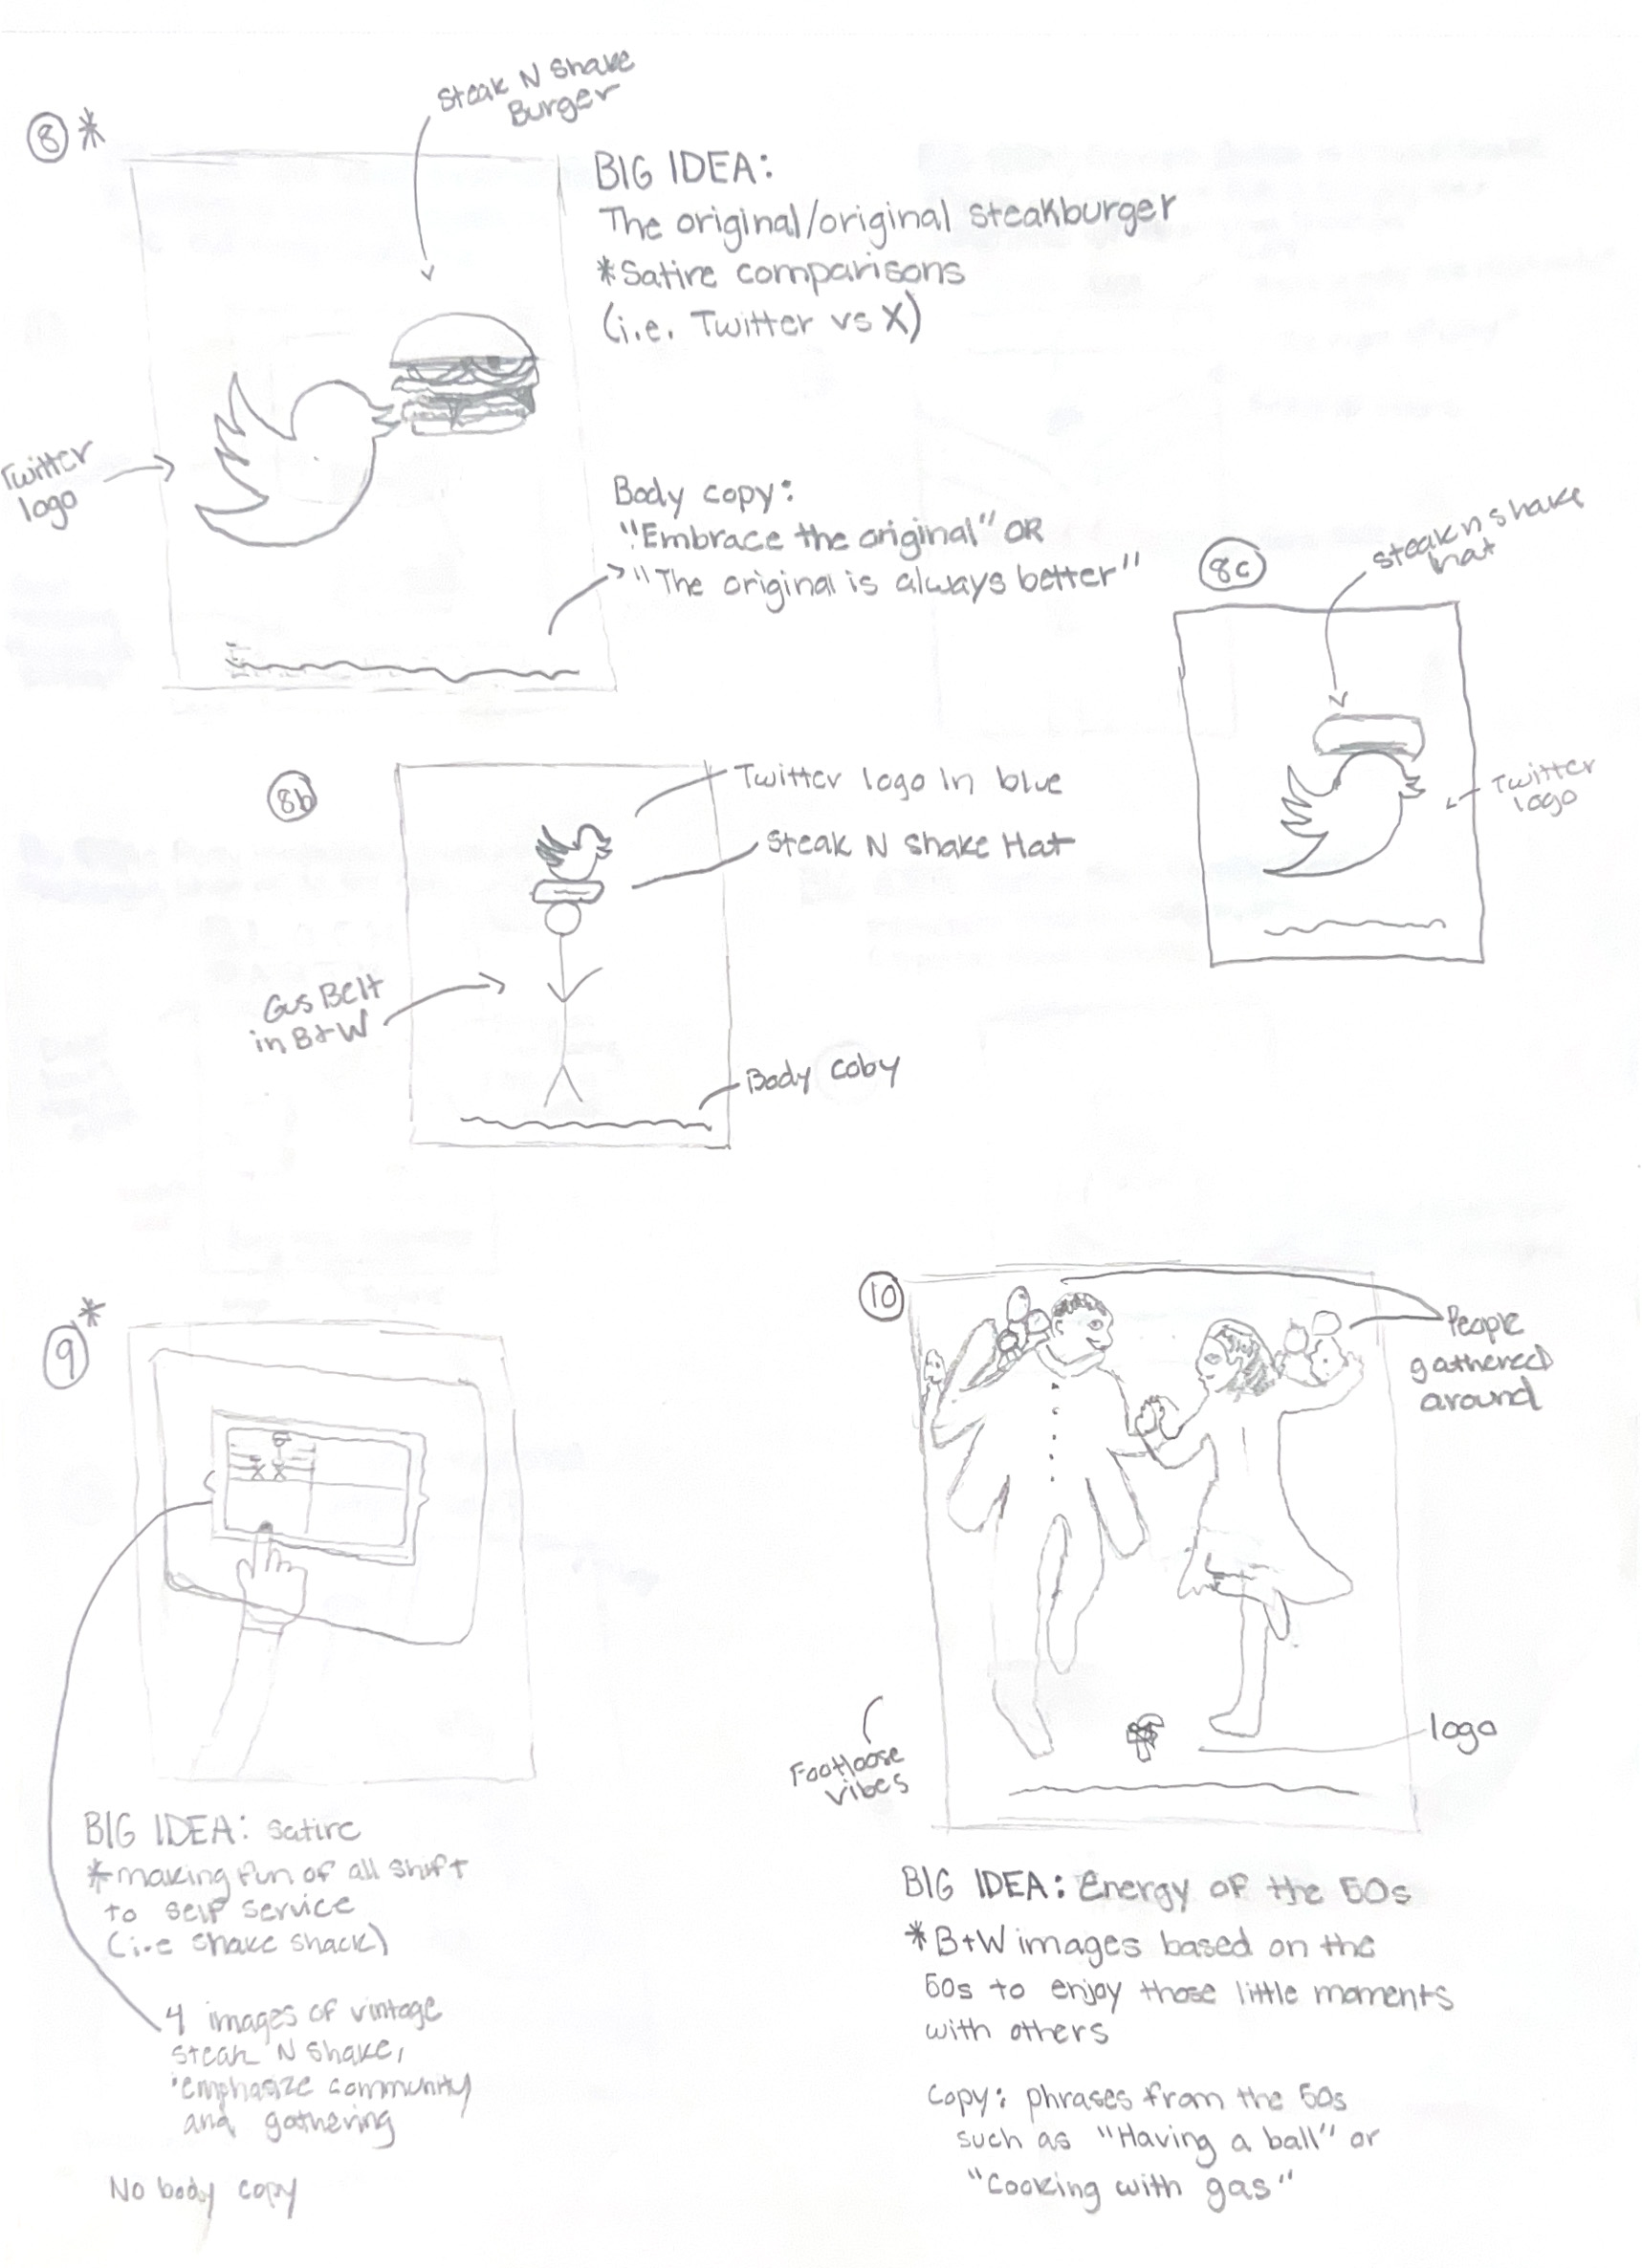 8 *
Steak N Shake
Burger
BIG IDEA:
The original/original steakburger
*Satire comparisons
(i.e. Twitter vs X)
Twitter
logo
Body copy:
"Embrace the original" OR
"The original is always better"
8c
steak n shake
hat
Twitter
logo
8b
Twitter logo in blue
Steak N Shake Hat
Gus Belt
in B+W
Body coby
9 *
BIG IDEA: satire
*making fun of all shift
to self service
(i.e shake shack)
4 images of vintage
steak N shake,
emphasize community
and gathering
No body copy
10
People
gathered
around
logo
Footloose
vibes
BIG IDEA: Energy of the 50s
*B+W images based on the
50s to enjoy those little moments
with others
Copy: phrases from the 50s
such as "Having a ball" or
"Cooking with gas"